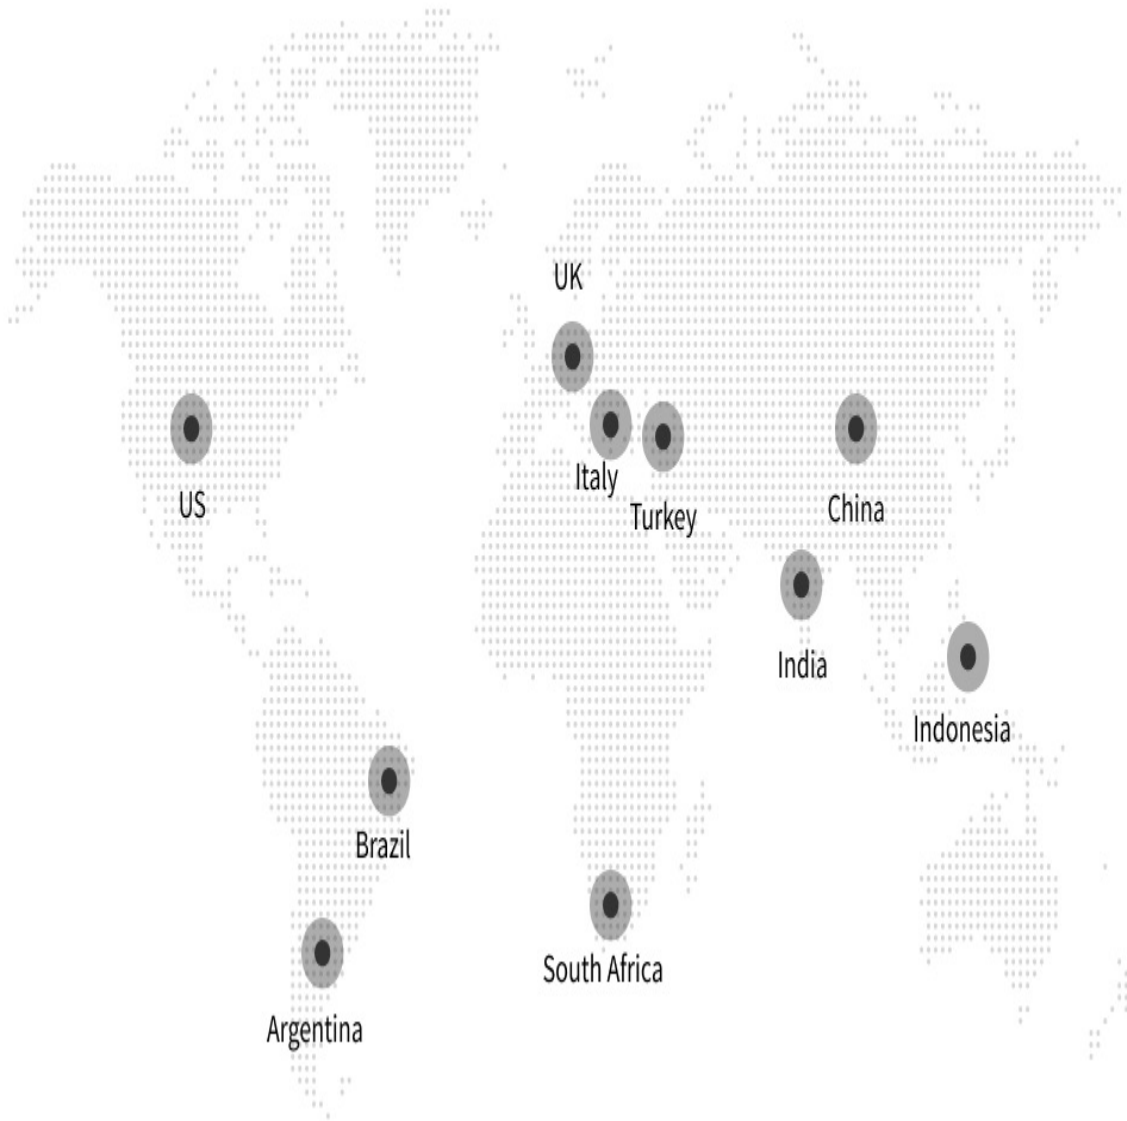 UK
Italy
US
Turkey
China
India
Indonesia
Brazil
South Africa
Argentina